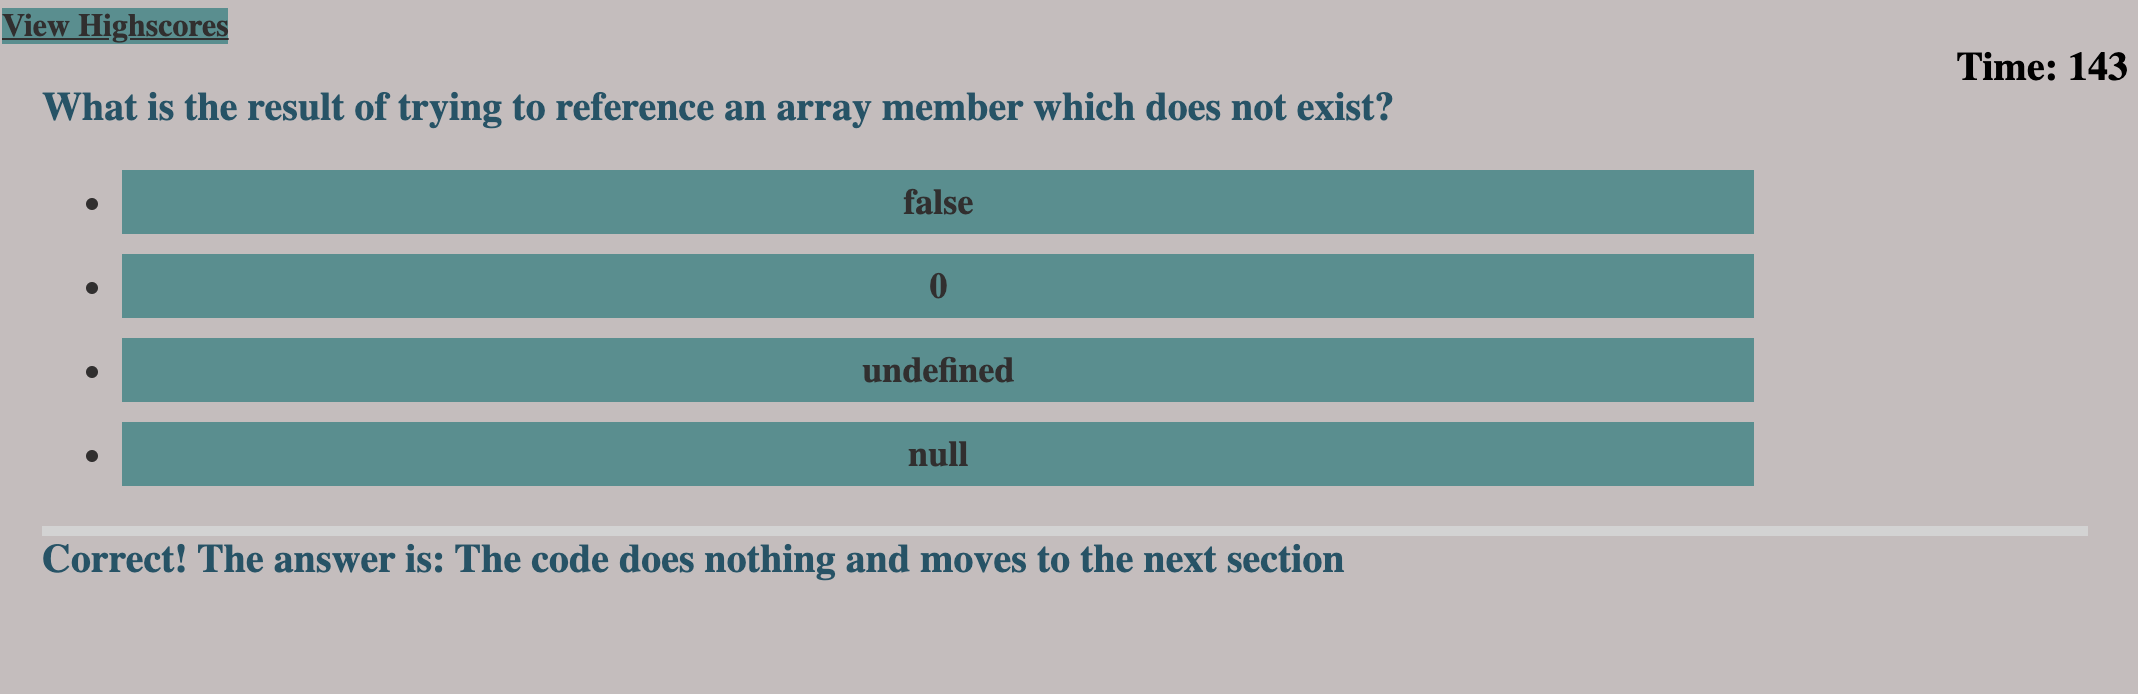 View Highscores
Time: 143
What is the result of trying to reference an array member which does not exist?
false
0
undefined
null
Correct! The answer is: The code does nothing and moves to the next section